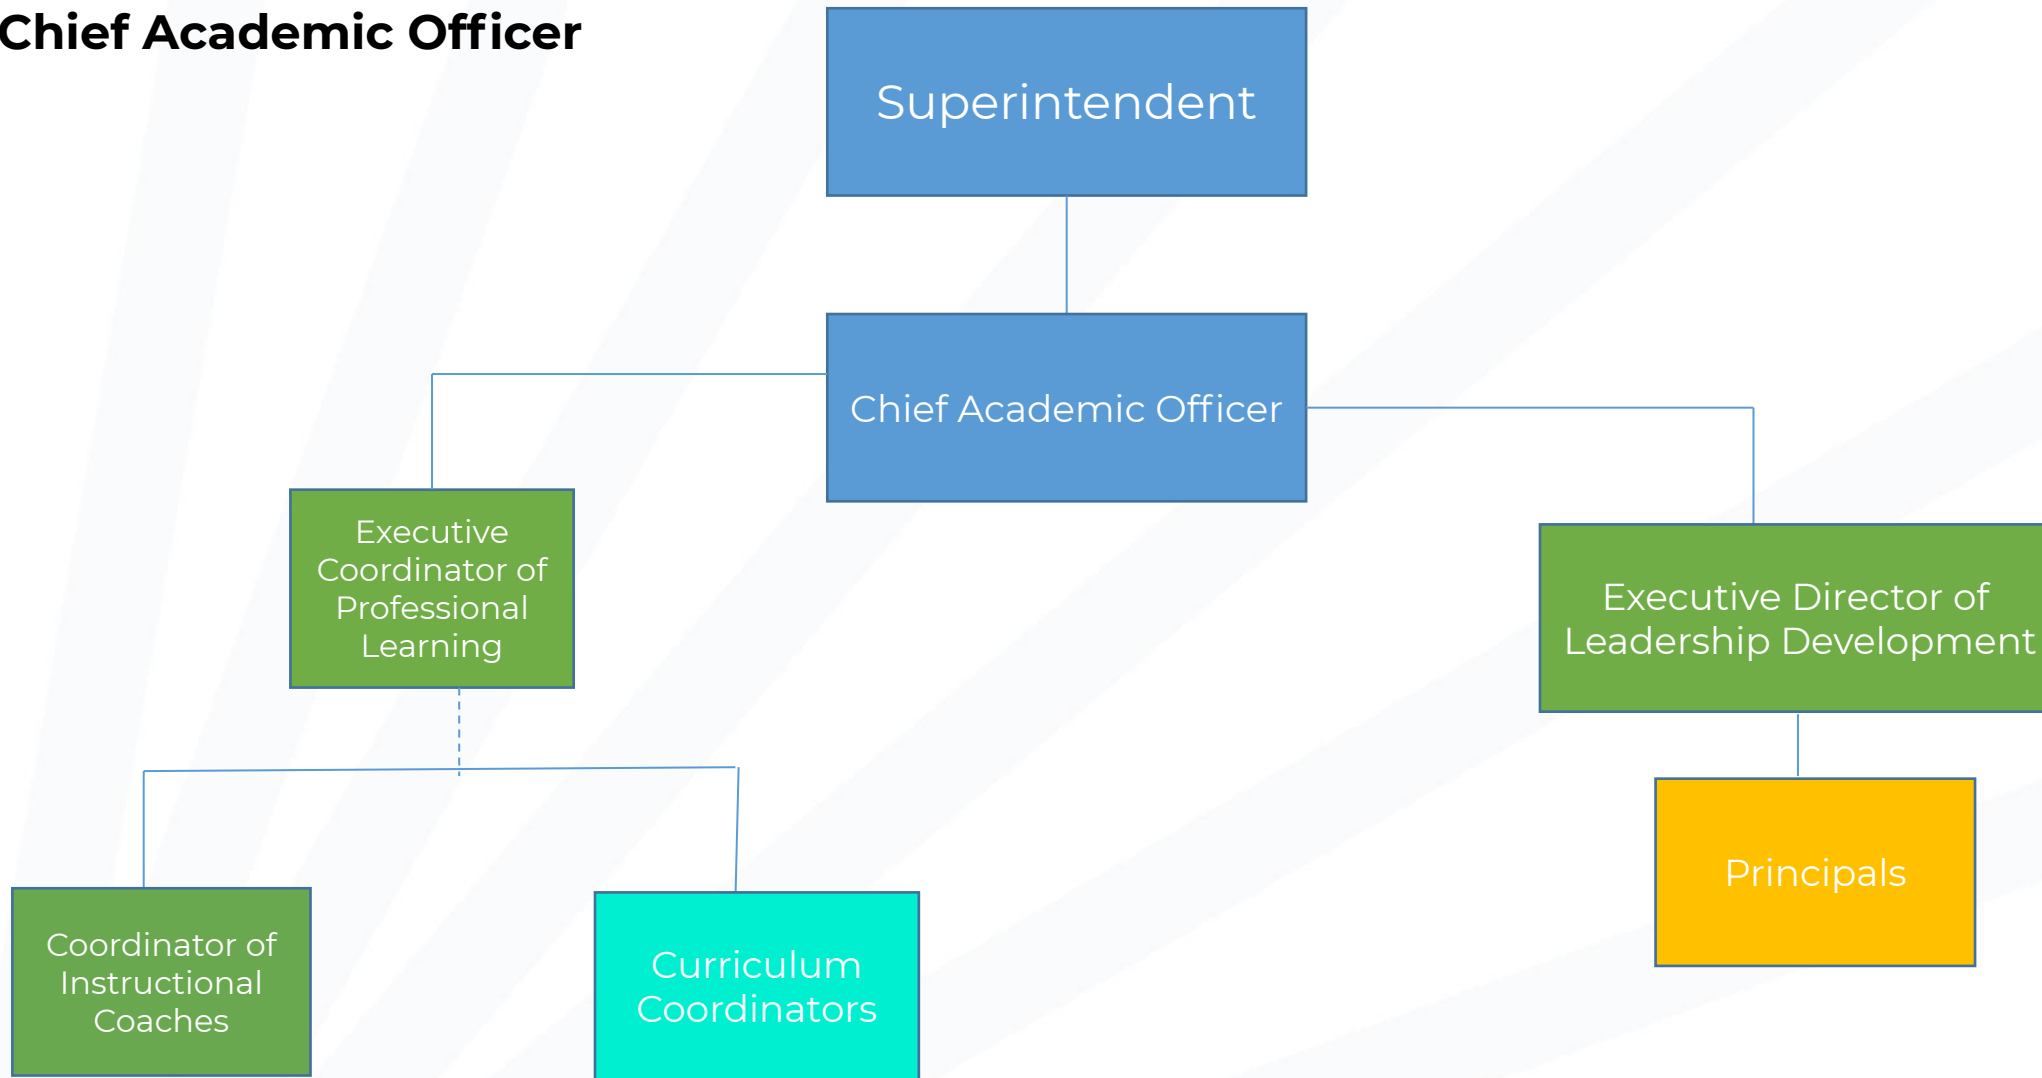 Chief Academic Officer
Superintendent
Chief Academic Officer
Executive
Coordinator of
Professional
Learning
Executive Director of
Leadership Development
Principals
Coordinator of
Instructional
Coaches
Curriculum
Coordinators